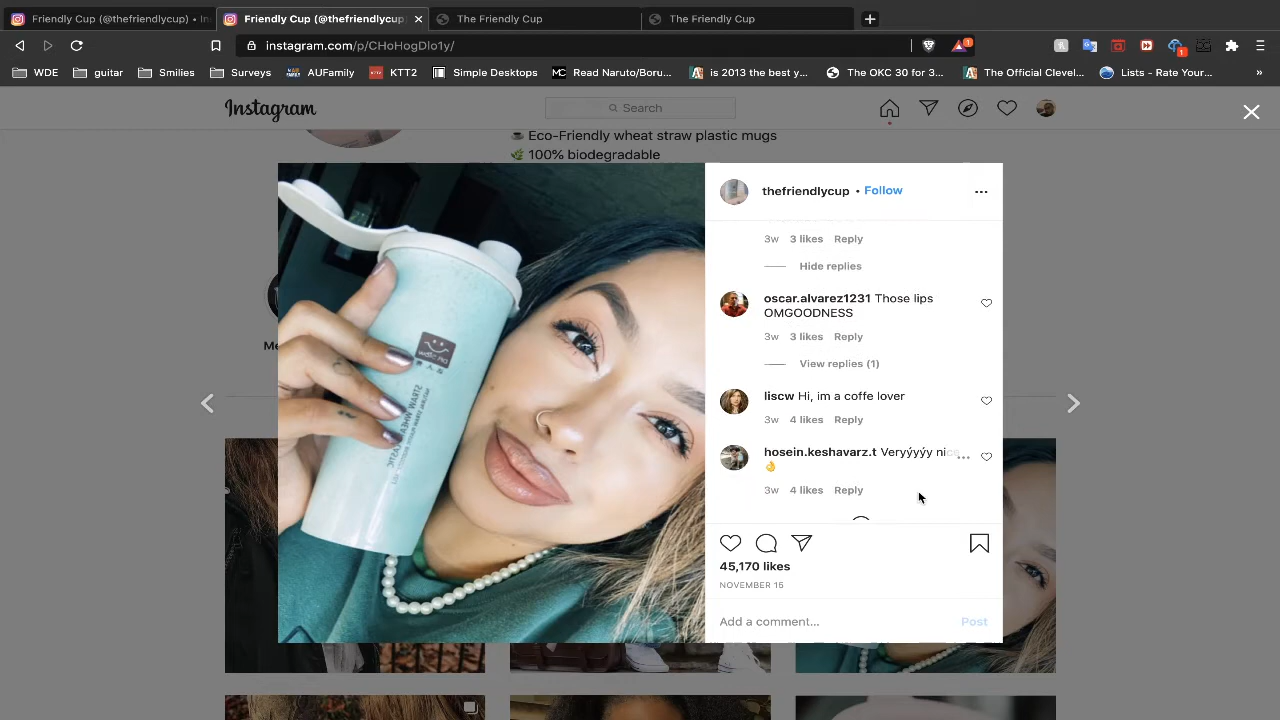 Friendly Cup (@thefriendlycup) • In
Friendly Cup (@thefriendlycup)
The Friendly Cup
The Friendly Cup
instagram.com/p/CHoHogDlo1y/
WDE
guitar
Smilies
Surveys
AUFamily
KTT2
Simple Desktops
Read Naruto/Boru...
is 2013 the best y...
The OKC 30 for 3...
The Official Clevel...
Lists - Rate Your...
»
Instagram
Search
☕ Eco-Friendly wheat straw plastic mugs
🌿 100% biodegradable
thefriendlycup • Follow
3w 3 likes Reply
Hide replies
oscar.alvarez1231 Those lips
OMGOODNESS
3w 3 likes Reply
View replies (1)
liscw Hi, im a coffe lover
3w 4 likes Reply
hosein.keshavarz.t Veryýyýy nice
👌
3w 4 likes Reply
45,170 likes
NOVEMBER 15
Add a comment...
Post